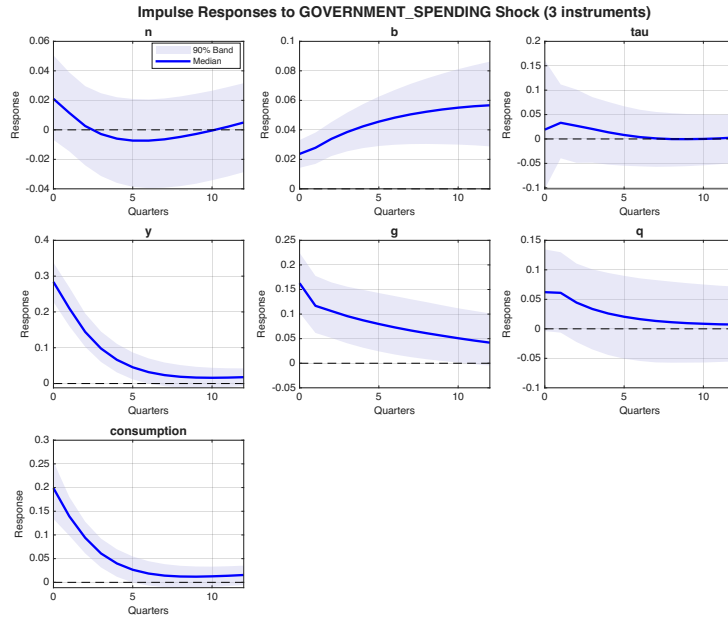 Impulse Responses to GOVERNMENT_SPENDING Shock (3 instruments)
n
0.06
0.04
0.02
0
-0.02
-0.04
Response
0
5
10
Quarters
90% Band
Median
b
0.1
0.08
0.06
0.04
0.02
0
Response
0
5
10
Quarters
tau
0.2
0.15
0.1
0.05
0
-0.05
-0.1
Response
0
5
10
Quarters
y
0.4
0.3
0.2
0.1
0
Response
0
5
10
Quarters
g
0.25
0.2
0.15
0.1
0.05
0
-0.05
Response
0
5
10
Quarters
q
0.15
0.1
0.05
0
-0.05
-0.1
Response
0
5
10
Quarters
consumption
0.3
0.25
0.2
0.15
0.1
0.05
0
Response
0
5
10
Quarters